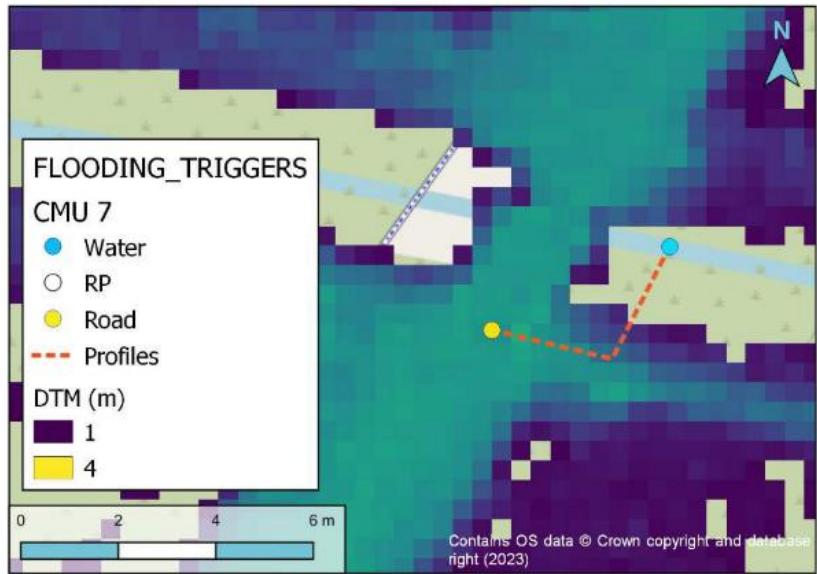 N
FLOODING_TRIGGERS
CMU 7
Water
RP
Road
Profiles
DTM (m)
1
4
0 2 4 6 m
Contains OS data © Crown copyright and database
right (2023)